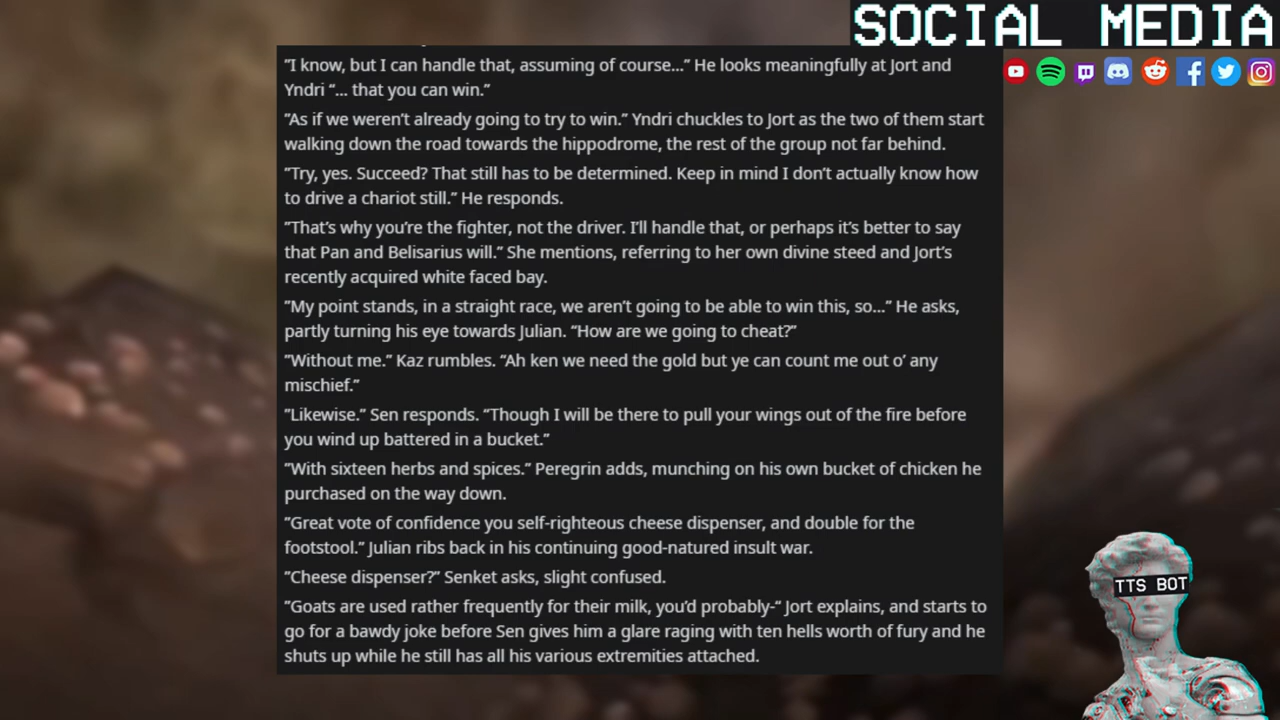 SOCIAL MEDIA
"I know, but I can handle that, assuming of course..." He looks meaningfully at Jort and
Yndri "... that you can win."
"As if we weren't already going to try to win." Yndri chuckles to Jort as the two of them start
walking down the road towards the hippodrome, the rest of the group not far behind.
"Try, yes. Succeed? That still has to be determined. Keep in mind I don't actually know how
to drive a chariot still." He responds.
"That's why you're the fighter, not the driver. I'll handle that, or perhaps it's better to say
that Pan and Belisarius will." She mentions, referring to her own divine steed and Jort's
recently acquired white faced bay.
"My point stands, in a straight race, we aren't going to be able to win this, so..." He asks,
partly turning his eye towards Julian. "How are we going to cheat?"
"Without me." Kaz rumbles. "Ah ken we need the gold but ye can count me out o' any
mischief."
"Likewise." Sen responds. "Though I will be there to pull your wings out of the fire before
you wind up battered in a bucket."
"With sixteen herbs and spices." Peregrin adds, munching on his own bucket of chicken he
purchased on the way down.
"Great vote of confidence you self-righteous cheese dispenser, and double for the
footstool." Julian ribs back in his continuing good-natured insult war.
"Cheese dispenser?" Senket asks, slight confused.
"Goats are used rather frequently for their milk, you'd probably-" Jort explains, and starts to
go for a bawdy joke before Sen gives him a glare raging with ten hells worth of fury and he
shuts up while he still has all his various extremities attached.
TTS BOT